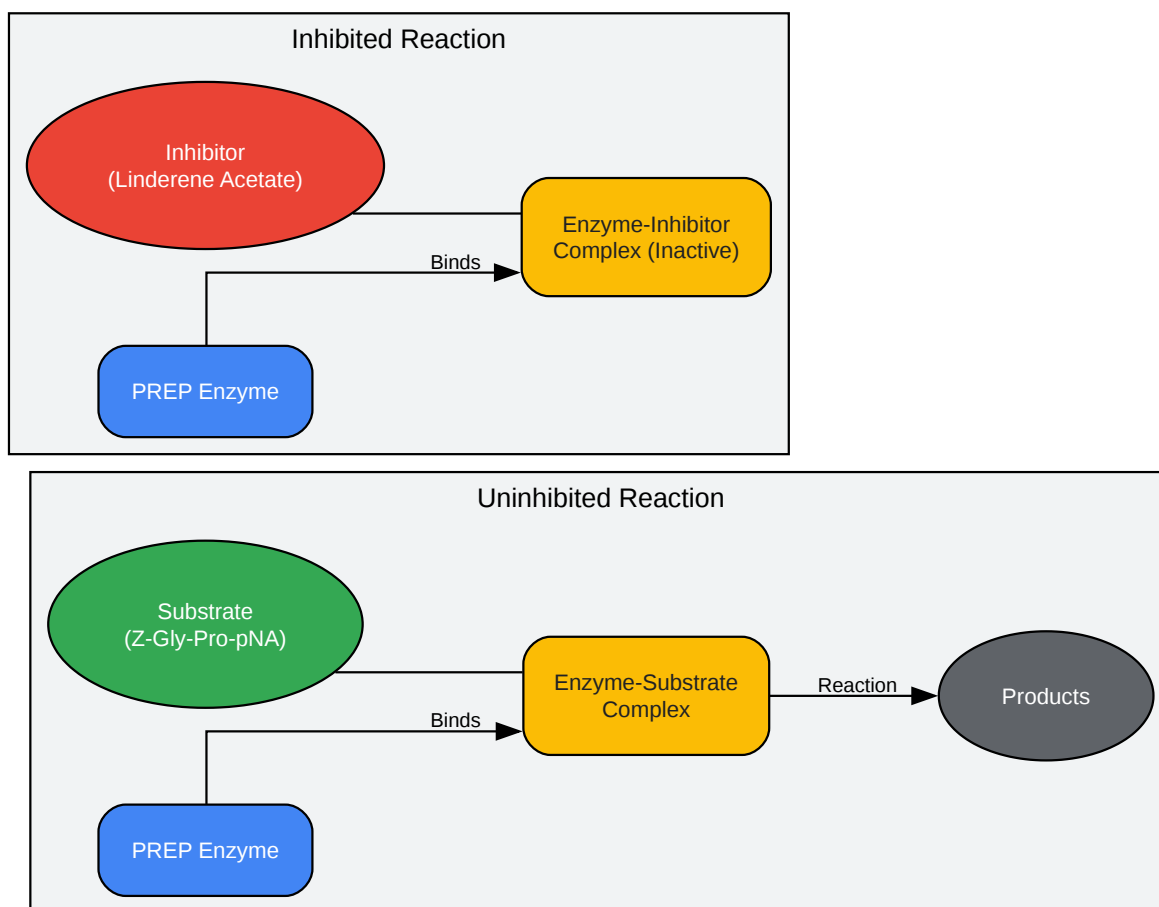 Inhibited Reaction
Inhibitor
(Linderene Acetate)
Enzyme-Inhibitor
Complex (Inactive)
Binds
PREP Enzyme
Uninhibited Reaction
Substrate
(Z-Gly-Pro-pNA)
Enzyme-Substrate
Complex
Reaction
Products
Binds
PREP Enzyme